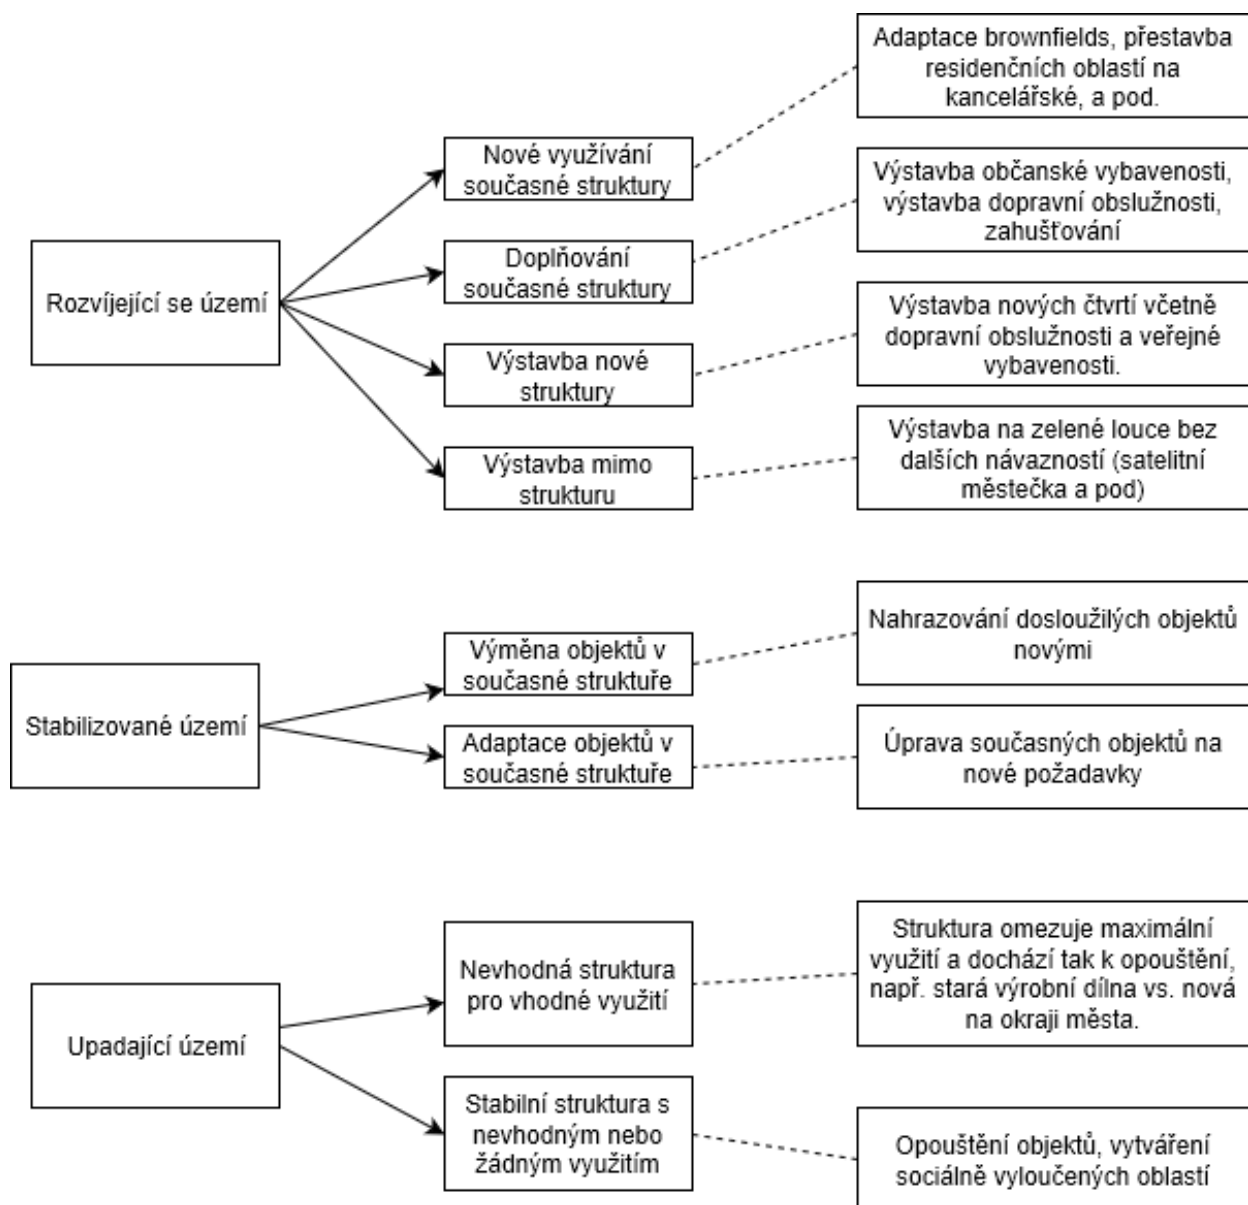 Rozvíjející se území
Nové využívání
současné struktury
Adaptace brownfields, přestavba
residenčních oblastí na
kancelářské, a pod.
Doplňování
současné struktury
Výstavba občanské vybavenosti,
výstavba dopravní obslužnosti,
zahušťování
Výstavba nové
struktury
Výstavba nových čtvrtí včetně
dopravní obslužnosti a veřejné
vybavenosti.
Výstavba mimo
strukturu
Výstavba na zelené louce bez
dalších návazností (satelitní
městečka a pod)
Stabilizované území
Výměna objektů v
současné struktuře
Nahrazování dosloužilých objektů
novými
Adaptace objektů v
současné struktuře
Úprava současných objektů na
nové požadavky
Upadající území
Nevhodná struktura
pro vhodné využití
Struktura omezuje maximální
využití a dochází tak k opouštění,
např. stará výrobní dílna vs. nová
na okraji města.
Stabilní struktura s
nevhodným nebo
žádným využitím
Opouštění objektů, vytváření
sociálně vyloučených oblastí